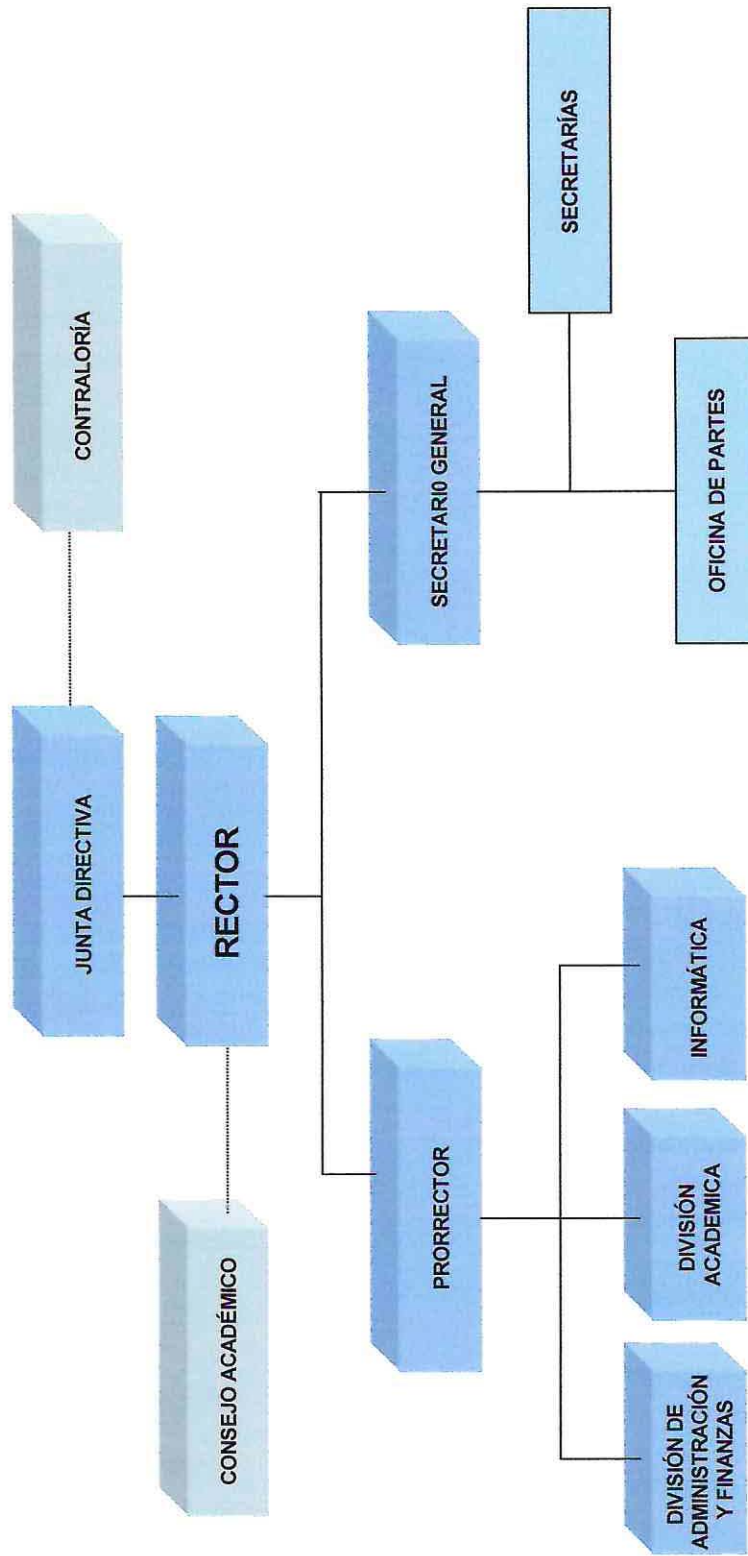 JUNTA DIRECTIVA
CONTRALORÍA
CONSEJO ACADÉMICO
RECTOR
PRORRECTOR
SECRETARI0 GENERAL
DIVISIÓN DE
ADMINISTRACIÓN
Y FINANZAS
DIVISIÓN
ACADEMICA
INFORMÁTICA
SECRETARÍAS
OFICINA DE PARTES